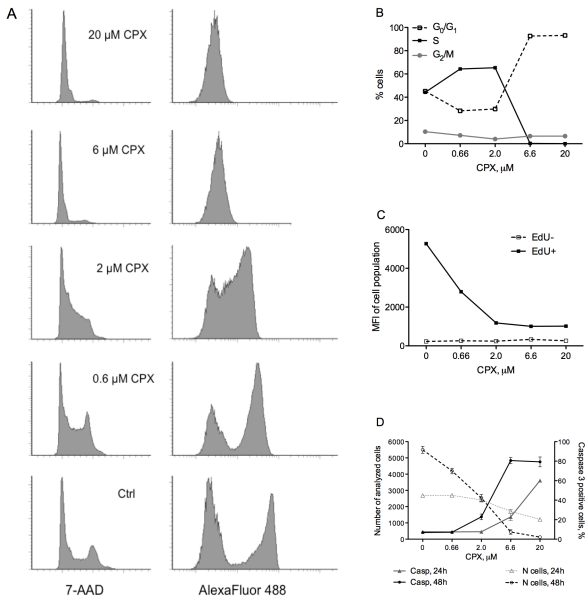 A
20 µM CPX
6 µM CPX
2 µM CPX
0.6 µM CPX
Ctrl
7-AAD
AlexaFluor 488
B
G0/G1
S
G2/M
100
80
60
40
20
0
% cells
0
0.66
2.0
6.6
20
CPX, µM
C
EdU-
EdU+
6000
4000
2000
0
MFI of cell population
0
0.66
2.0
6.6
20
CPX, µM
D
6000
5000
4000
3000
2000
1000
0
Number of analyzed cells
100
80
60
40
20
0
Caspase 3
positive cells, %
0
0.66
2.0
6.6
20
CPX, µM
Casp, 24h
N cells, 24h
Casp, 48h
N cells, 48h